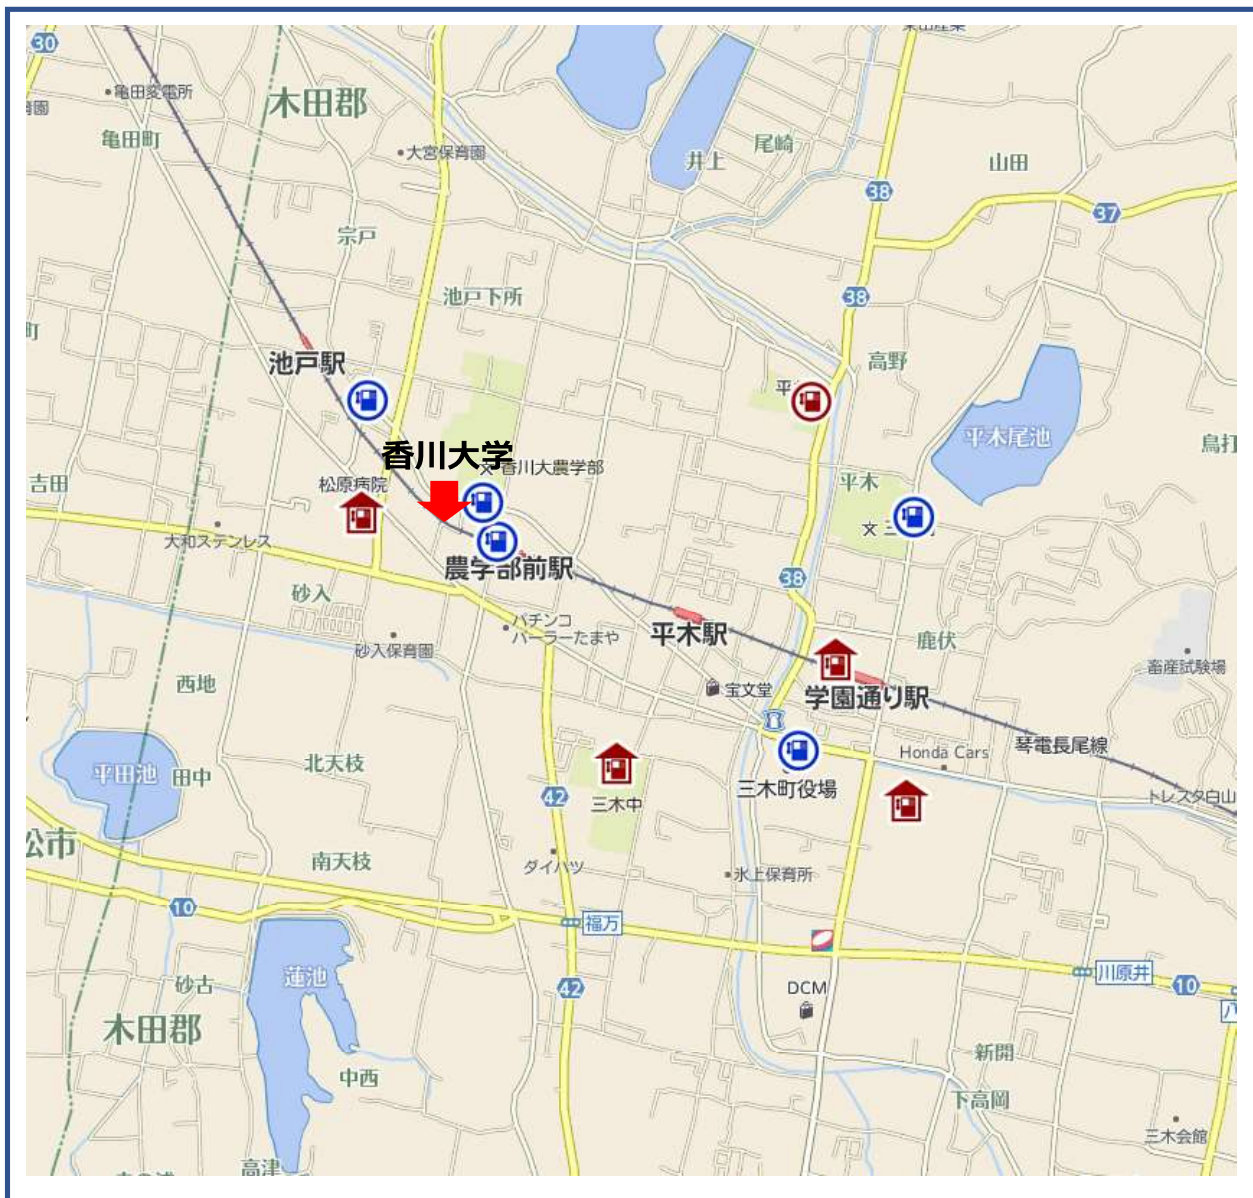 30
亀田変電所
木田郡
亀田町
大宮保育園
尾崎
井上
山田
38
37
宗戸
池戸下所
38
池戸駅
高野
平木尾池
鳥打
香川大学
香川大農学部
平木
吉田
松原病院
大和ステンレス
農学部前駅
38
砂入
パチンコ
パーラーたまや
平木駅
鹿伏
砂入保育園
畜産試験場
西地
宝文堂
学園通り駅
琴電長尾線
Honda Cars
北天枝
平田池
田中
三木町役場
トレスタ白山
42
三木中
松市
南天枝
ダイハツ
氷上保育所
10
福万
川原井
蓮池
砂古
42
DCM
10
木田郡
新開
中西
下高岡
三木会館
高津